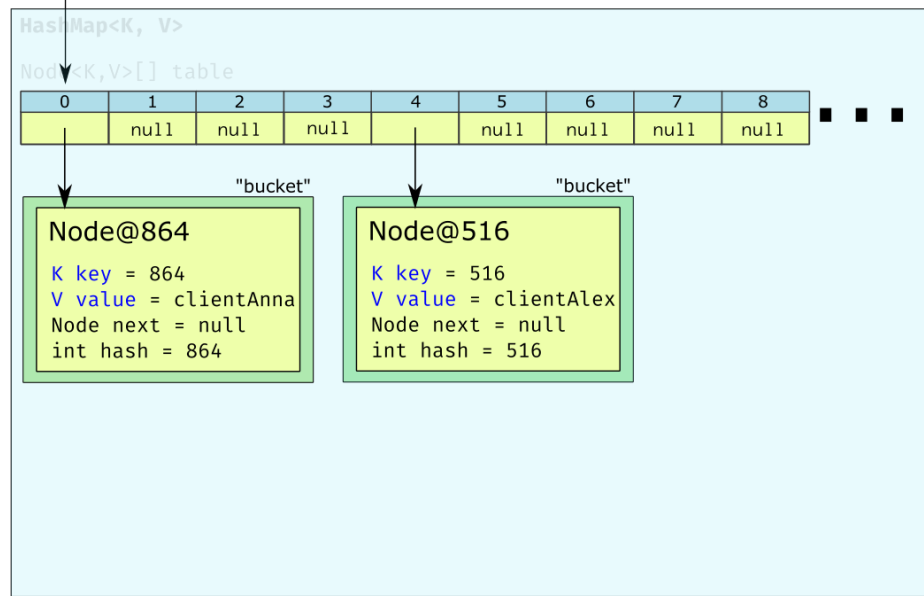 HashMap<K, V>
Node<K,V>[] table
0 1 2 3 4 5 6 7 8
null null null null null null null
"bucket" "bucket"
Node@864
K key = 864
V value = clientAnna
Node next = null
int hash = 864
Node@516
K key = 516
V value = clientAlex
Node next = null
int hash = 516